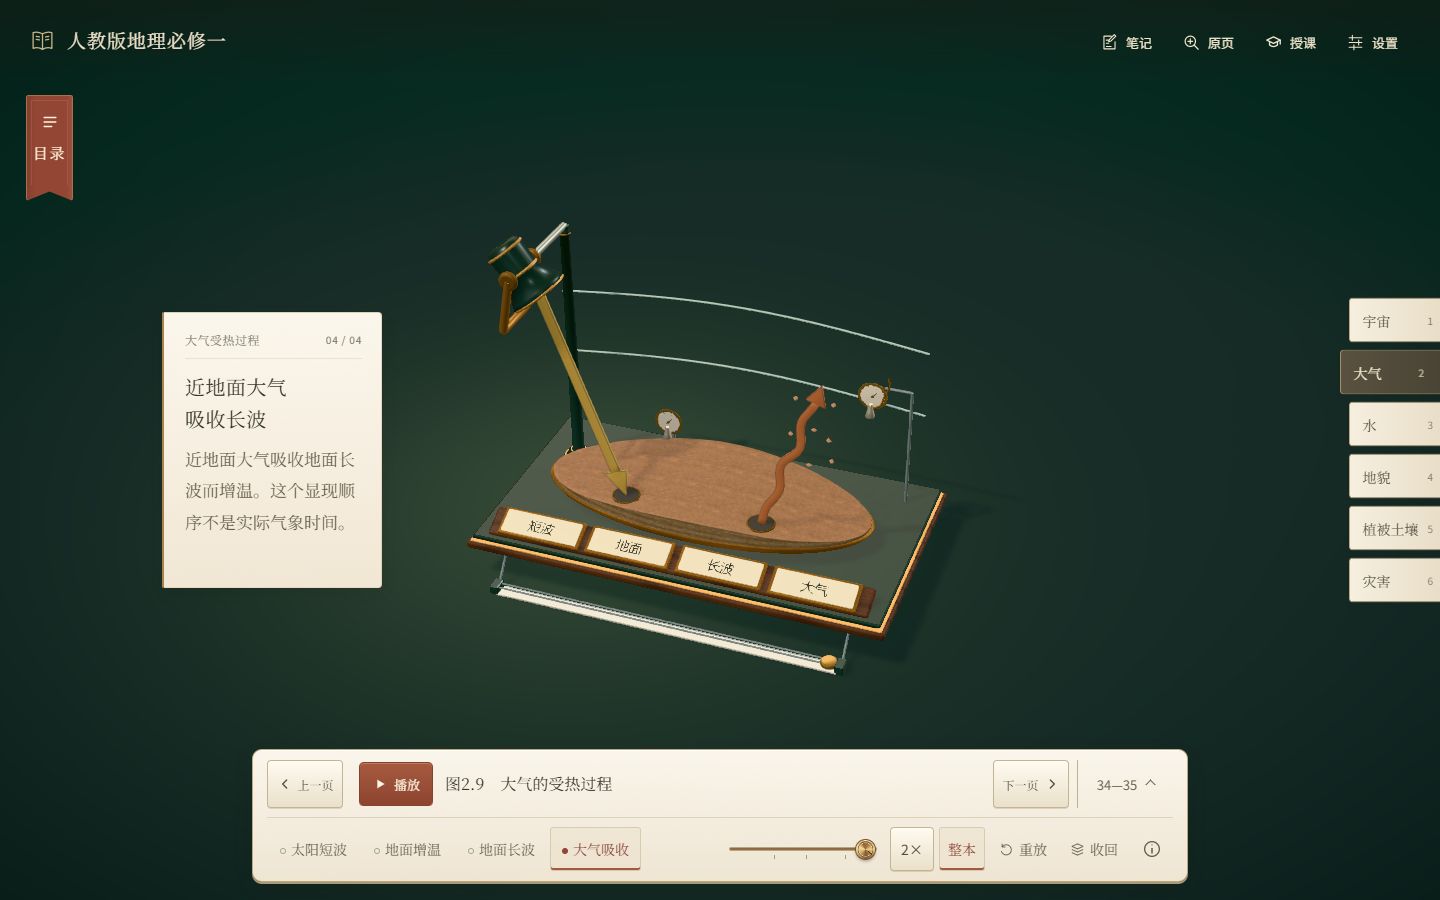 人教版地理必修一
笔记
原页
授课
设置
目录
大气受热过程 04 / 04
近地面大气
吸收长波
近地面大气吸收地面长
波而增温。这个显现顺
序不是实际气象时间。
短波
地面
长波
大气
宇宙 1
大气 2
水 3
地貌 4
植被土壤 5
灾害 6
上一页
播放
图2.9 大气的受热过程
下一页
34—35
太阳短波
地面增温
地面长波
大气吸收
2×
整本
重放
收回